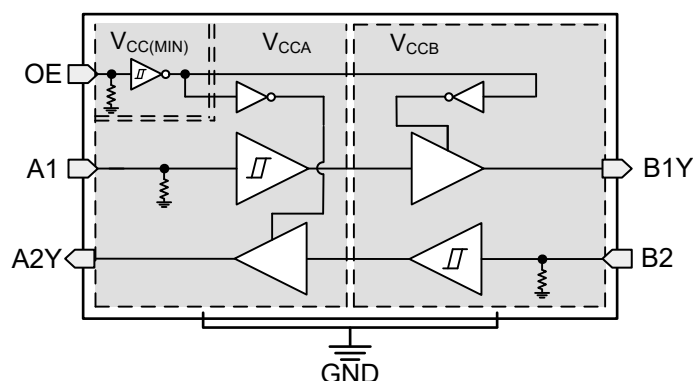 VCC(MIN) VCCA VCCB
OE
A1 B1Y
A2Y B2
GND